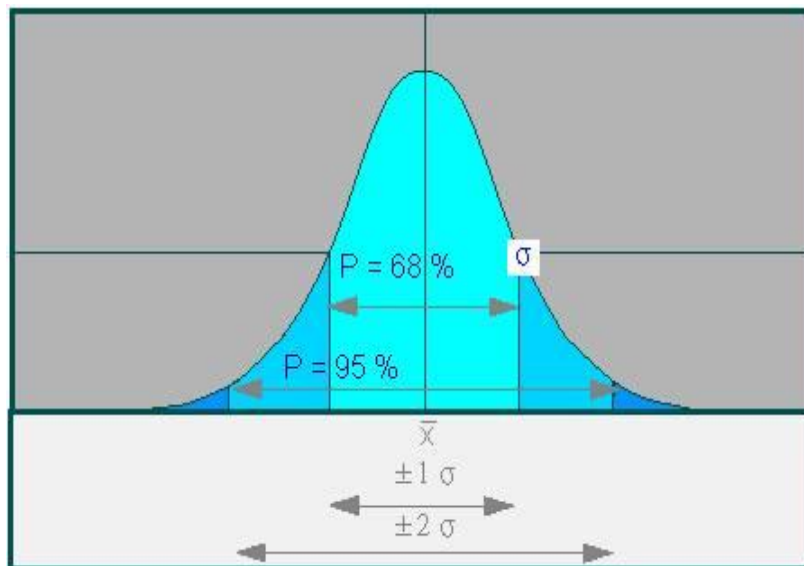 σ
P = 68 %
P = 95 %
x̄
±1 σ
±2 σ